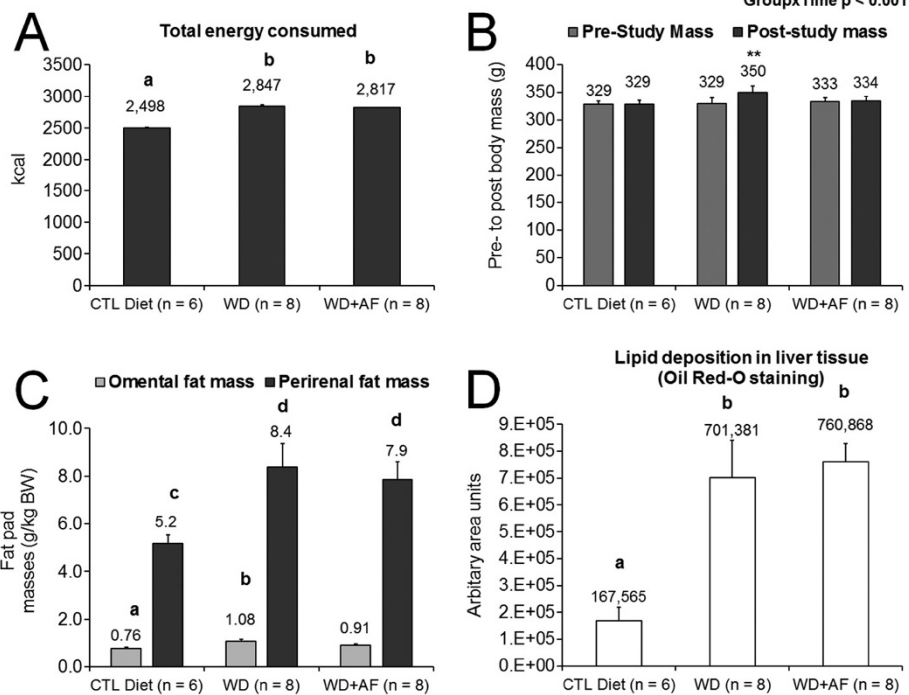 GroupxTime p < 0.001
A
Total energy consumed
kcal
3500
3000
2500
2000
1500
1000
500
0
a
2,498
b
2,847
b
2,817
CTL Diet (n = 6)
WD (n = 8)
WD+AF (n = 8)
B
Pre-Study Mass
Post-study mass
Pre- to post body mass (g)
400
350
300
250
200
150
100
50
0
329
329
329
**
350
333
334
CTL Diet (n = 6)
WD (n = 8)
WD+AF (n = 8)
C
Omental fat mass
Perirenal fat mass
Fat pad
masses (g/kg BW)
10.0
8.0
6.0
4.0
2.0
0.0
a
0.76
c
5.2
b
1.08
d
8.4
0.91
d
7.9
CTL Diet (n = 6)
WD (n = 8)
WD+AF (n = 8)
D
Lipid deposition in liver tissue
(Oil Red-O staining)
Arbitary area units
9.E+05
8.E+05
7.E+05
6.E+05
5.E+05
4.E+05
3.E+05
2.E+05
1.E+05
0.E+00
a
167,565
b
701,381
b
760,868
CTL Diet (n = 6)
WD (n = 8)
WD+AF (n = 8)